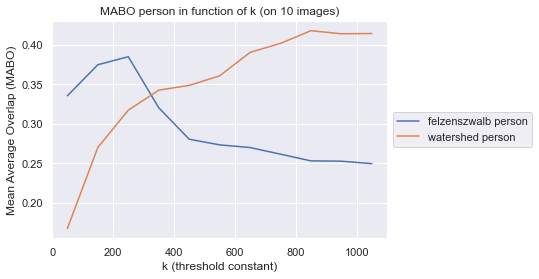 MABO person in function of k (on 10 images)
Mean Average Overlap (MABO)
0.40
0.35
0.30
0.25
0.20
0 200 400 600 800 1000
k (threshold constant)
felzenszwalb person
watershed person